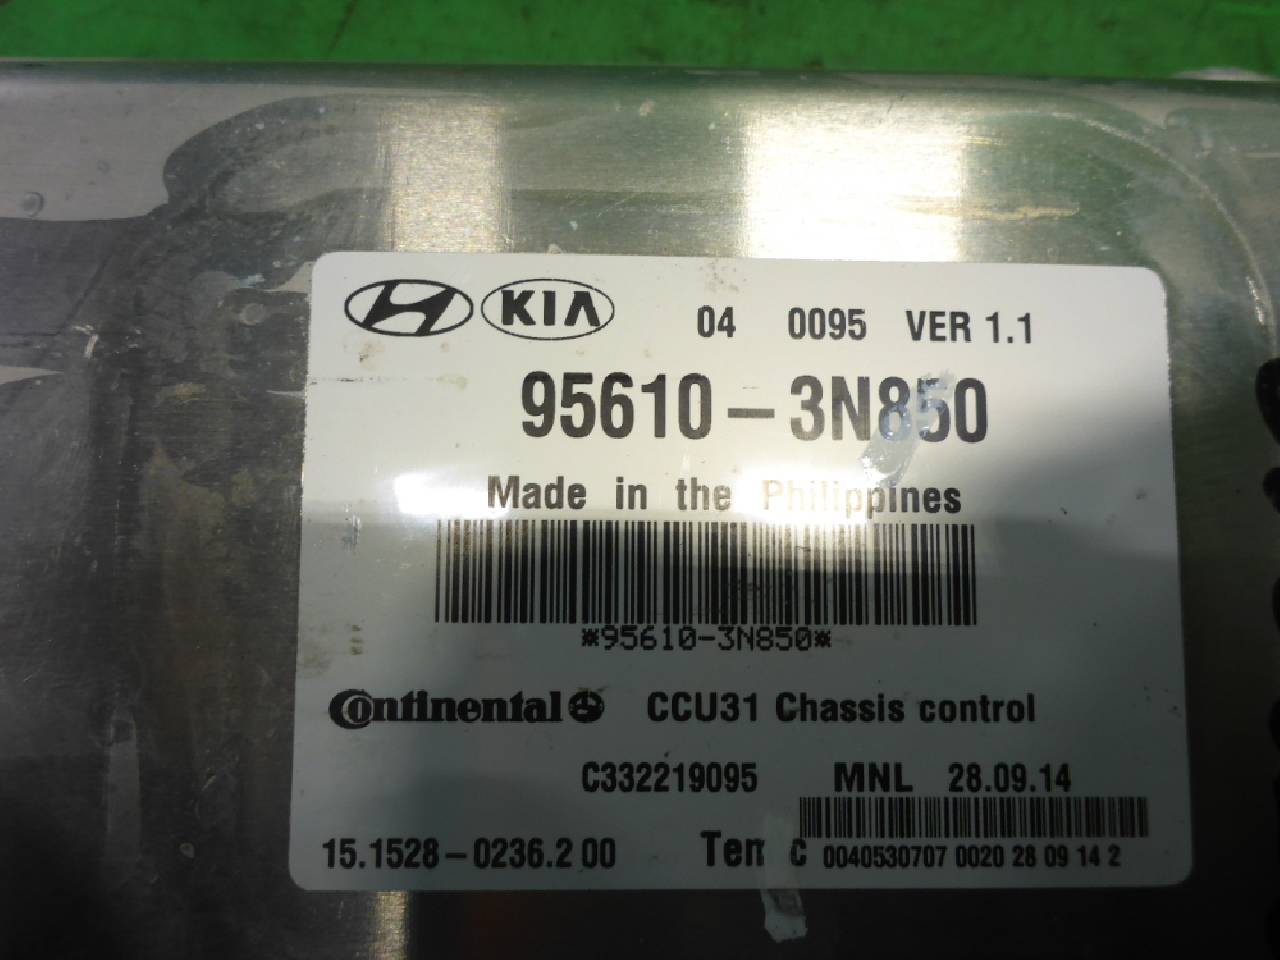 KIA 04 0095 VER 1.1
95610-3N850
Made in the Philippines
*95610-3N850*
Continental CCU31 Chassis control
C332219095 MNL 28.09.14
15.1528-0236.2 00 Temic 0040530707 0020 28 09 14 2